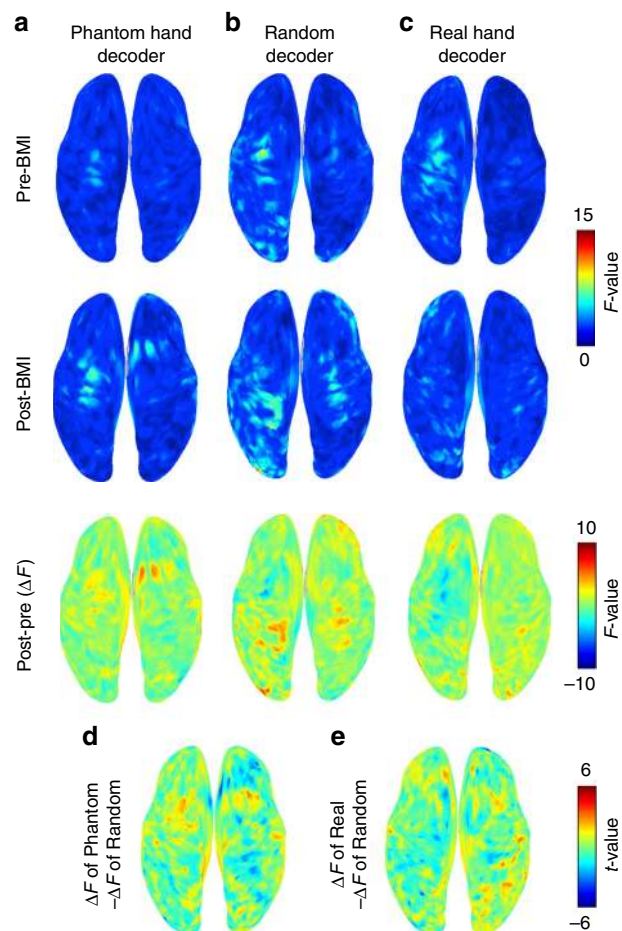 a
Phantom hand
decoder
b
Random
decoder
c
Real hand
decoder
Pre-BMI
15
F-value
0
Post-BMI
Post-pre (ΔF)
10
F-value
–10
d
ΔF of Phantom
–ΔF of Random
e
ΔF of Real
–ΔF of Random
6
t-value
–6